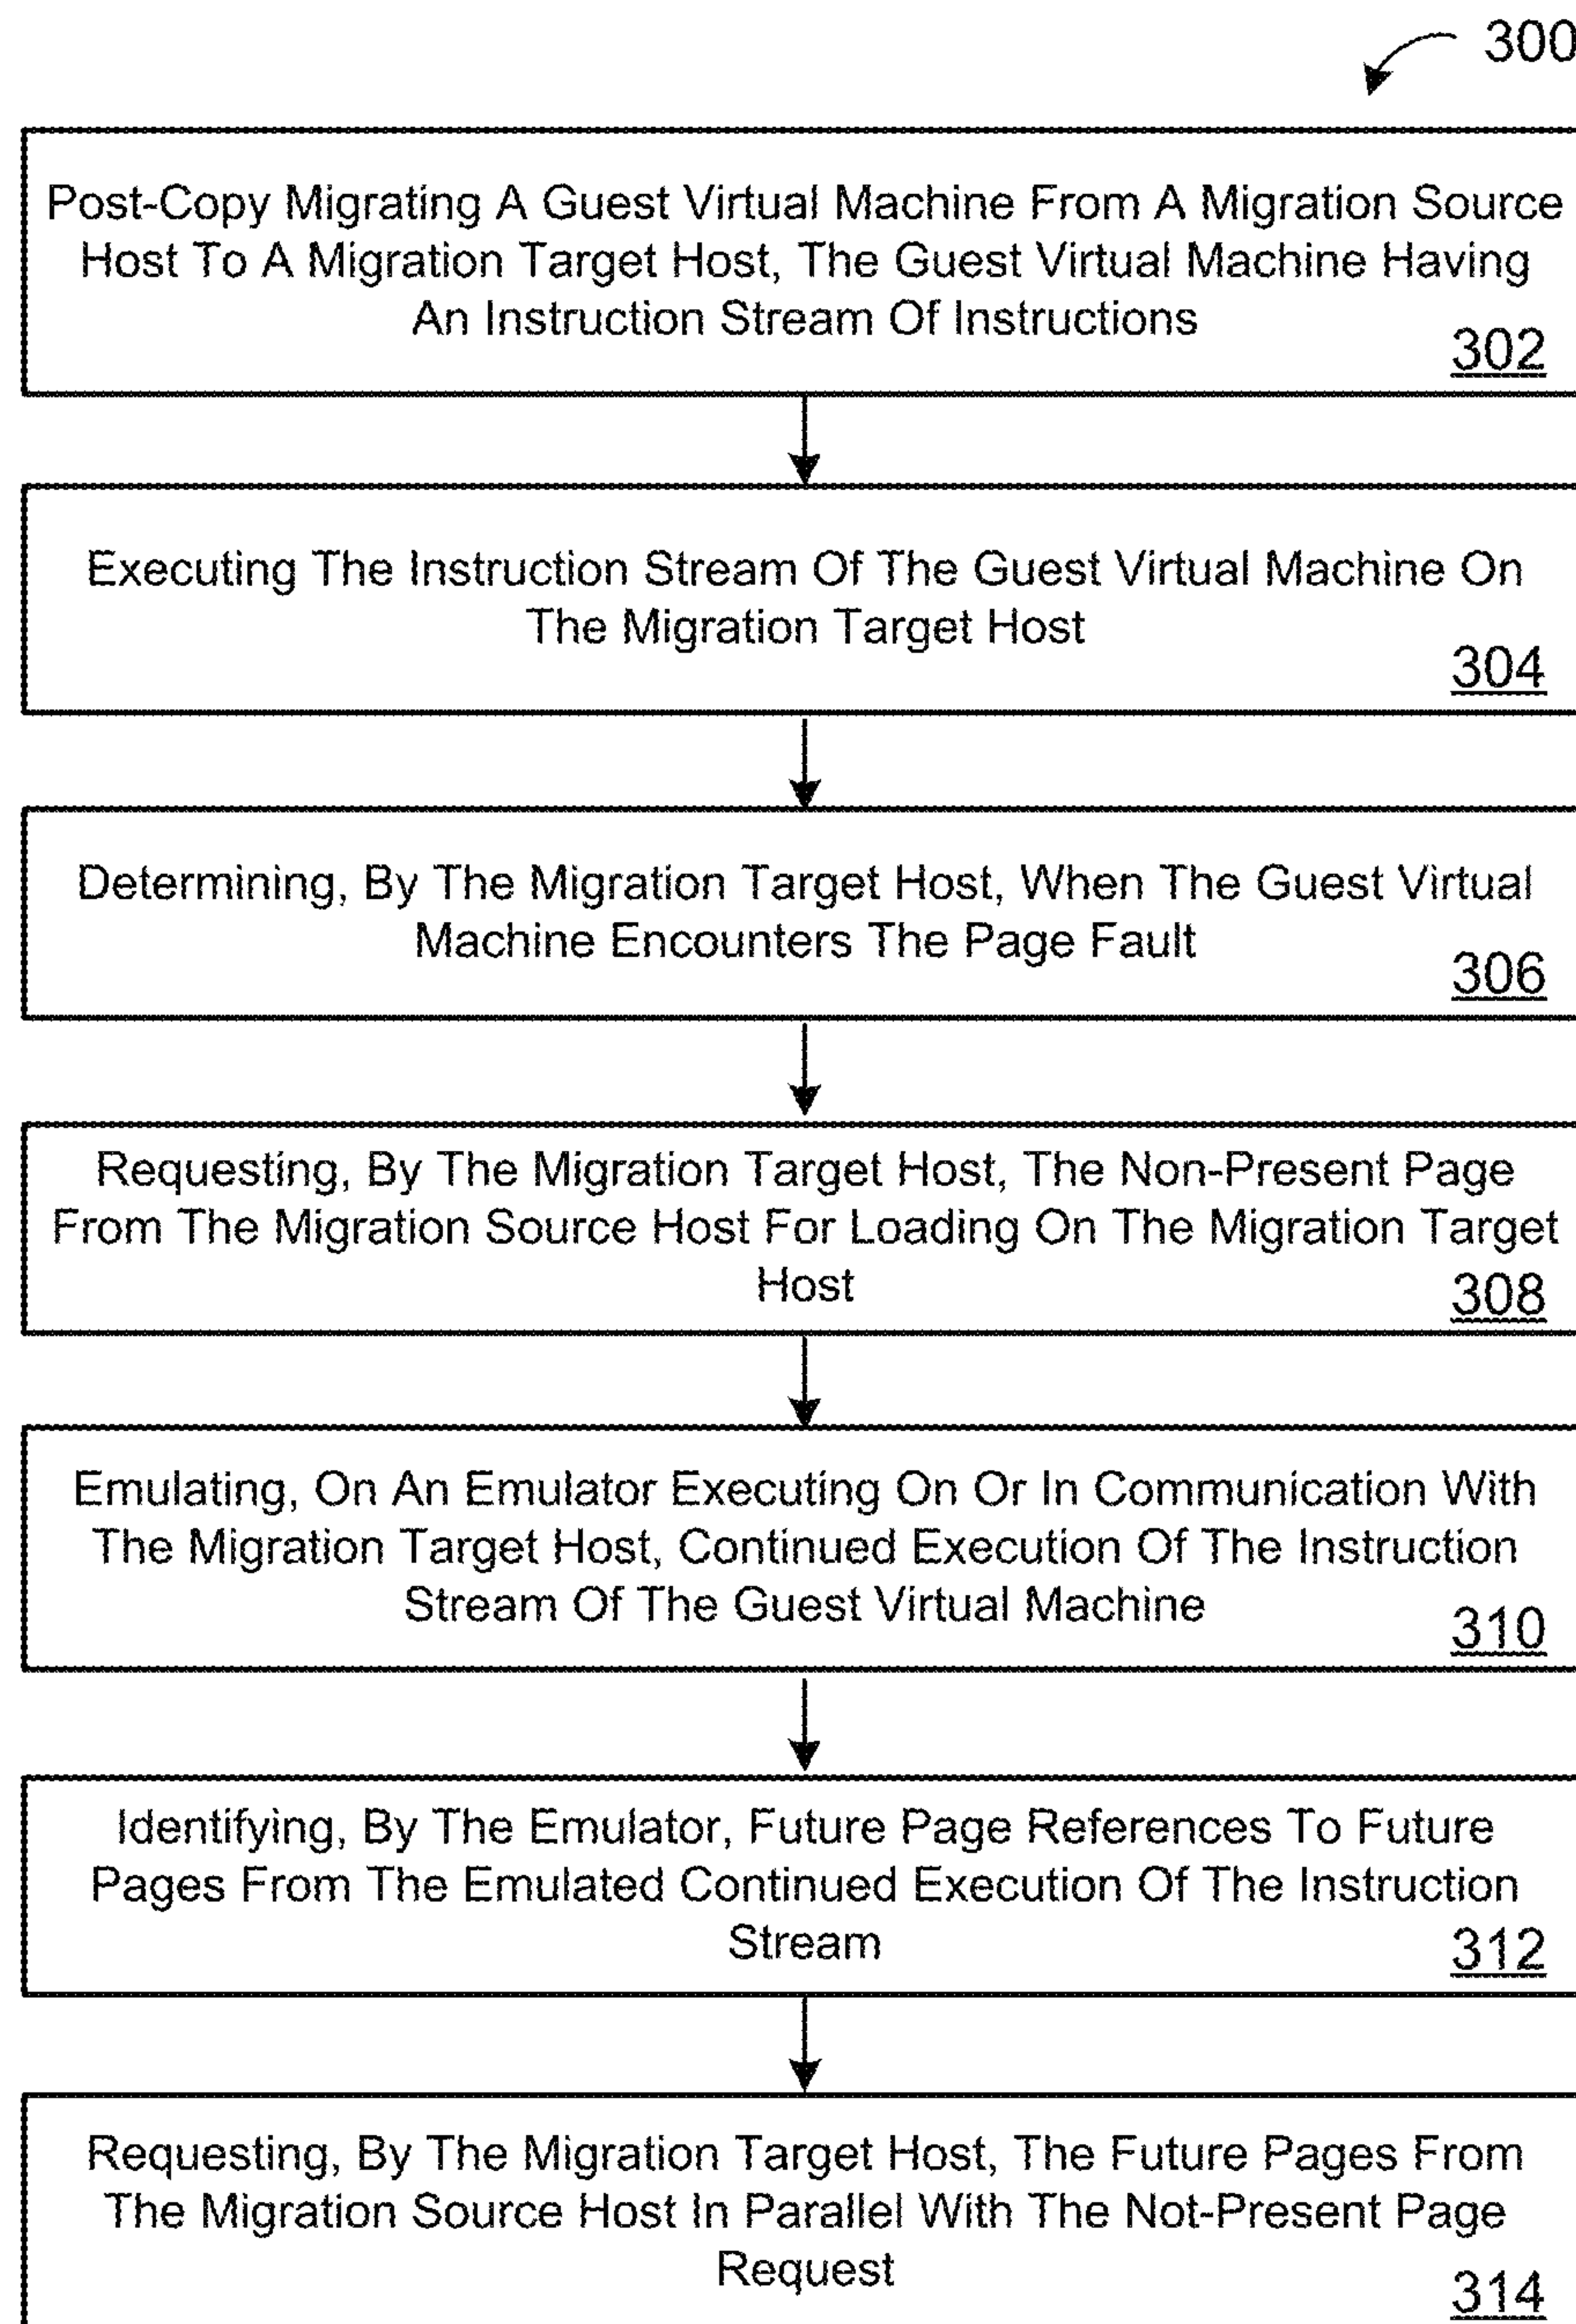 300
Post-Copy Migrating A Guest Virtual Machine From A Migration Source
Host To A Migration Target Host, The Guest Virtual Machine Having
An Instruction Stream Of Instructions
302
Executing The Instruction Stream Of The Guest Virtual Machine On
The Migration Target Host
304
Determining, By The Migration Target Host, When The Guest Virtual
Machine Encounters The Page Fault
306
Requesting, By The Migration Target Host, The Non-Present Page
From The Migration Source Host For Loading On The Migration Target
Host
308
Emulating, On An Emulator Executing On Or In Communication With
The Migration Target Host, Continued Execution Of The Instruction
Stream Of The Guest Virtual Machine
310
Identifying, By The Emulator, Future Page References To Future
Pages From The Emulated Continued Execution Of The Instruction
Stream
312
Requesting, By The Migration Target Host, The Future Pages From
The Migration Source Host In Parallel With The Not-Present Page
Request
314